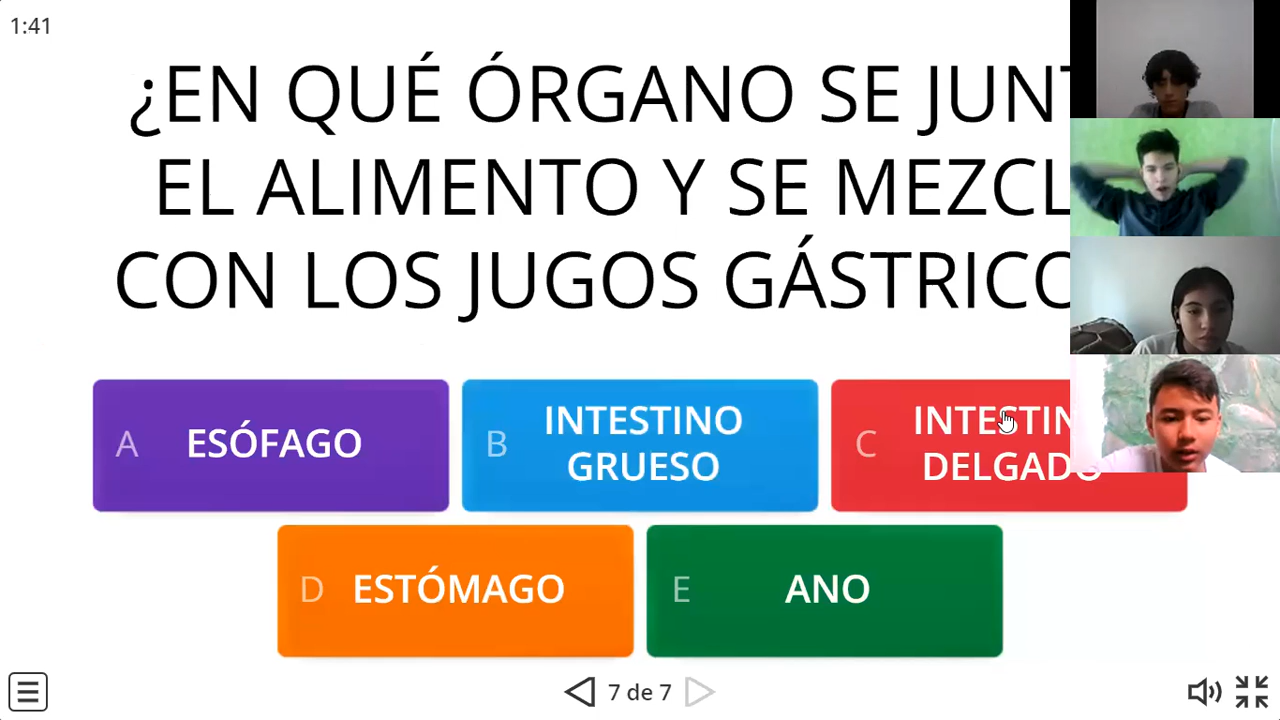 1:41
¿EN QUÉ ÓRGANO SE JUNT
EL ALIMENTO Y SE MEZCL
CON LOS JUGOS GÁSTRICO
A ESÓFAGO
B INTESTINO
GRUESO
C INTESTIN
DELGADO
D ESTÓMAGO
E ANO
7 de 7